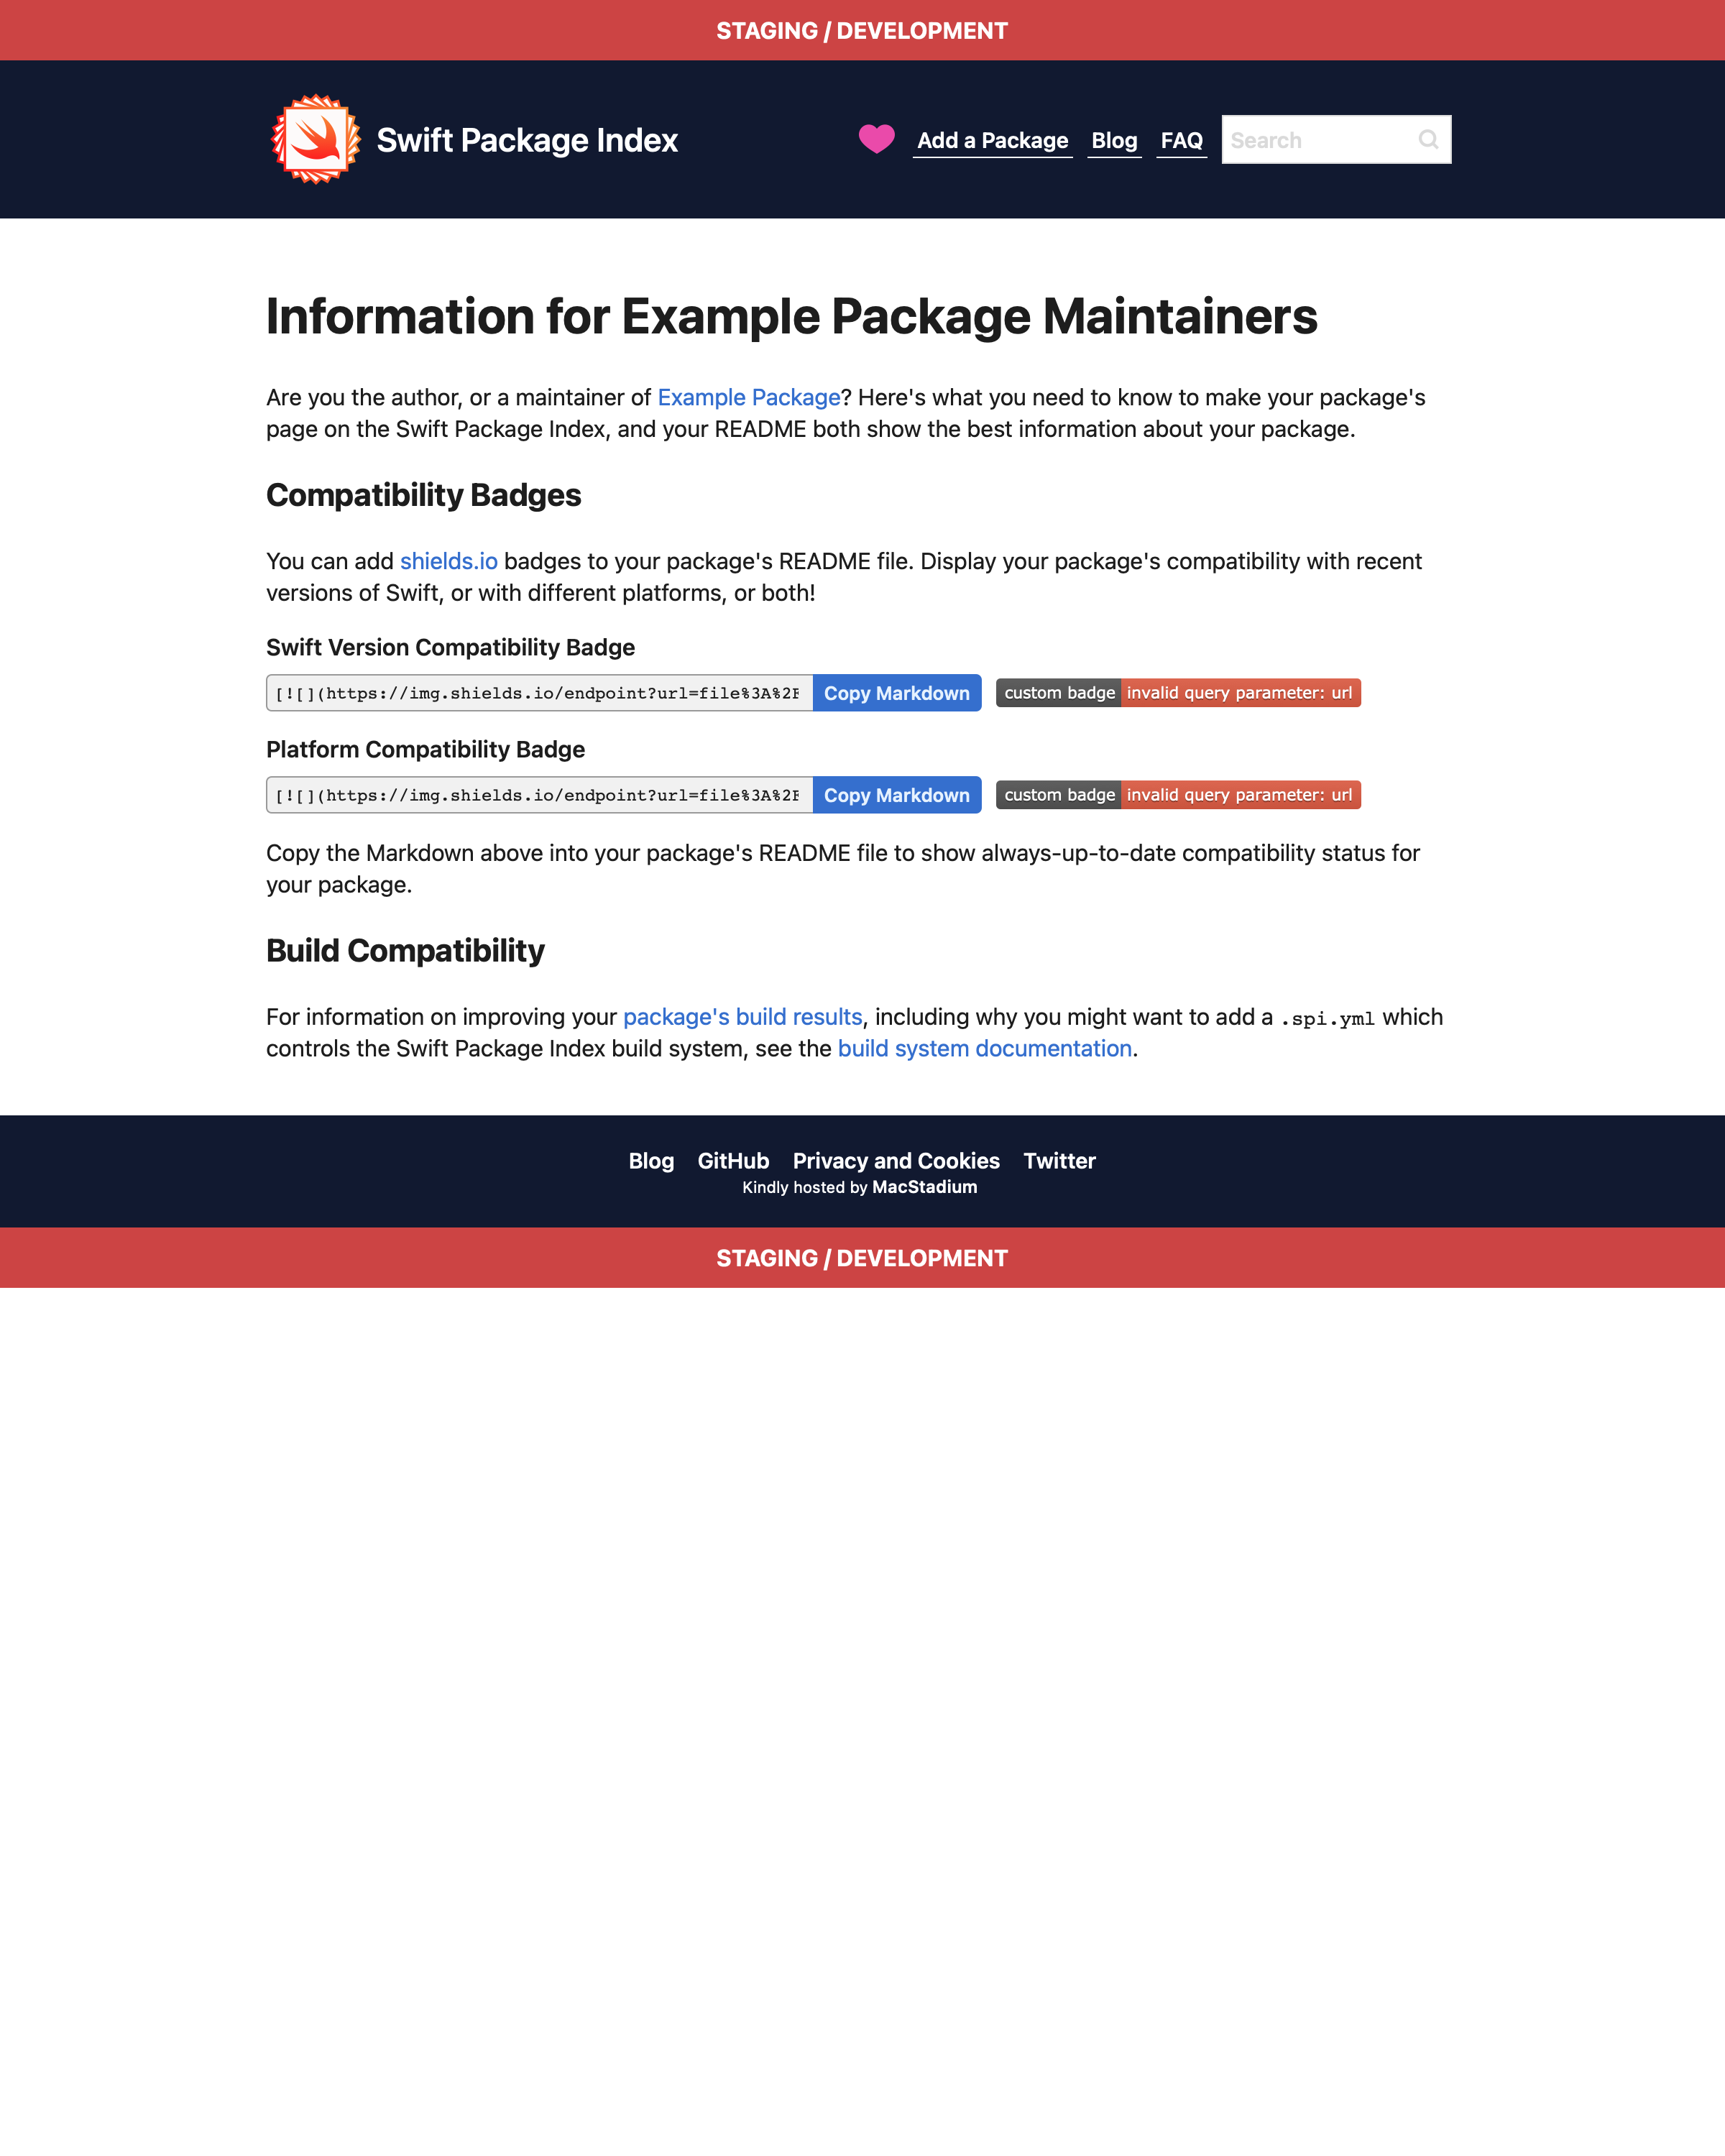 STAGING / DEVELOPMENT
Swift Package Index
Add a Package Blog FAQ Search
Information for Example Package Maintainers
Are you the author, or a maintainer of Example Package? Here's what you need to know to make your package's
page on the Swift Package Index, and your README both show the best information about your package.
Compatibility Badges
You can add shields.io badges to your package's README file. Display your package's compatibility with recent
versions of Swift, or with different platforms, or both!
Swift Version Compatibility Badge
[![](https://img.shields.io/endpoint?url=file%3A%2F Copy Markdown custom badge invalid query parameter: url
Platform Compatibility Badge
[![](https://img.shields.io/endpoint?url=file%3A%2F Copy Markdown custom badge invalid query parameter: url
Copy the Markdown above into your package's README file to show always-up-to-date compatibility status for
your package.
Build Compatibility
For information on improving your package's build results, including why you might want to add a .spi.yml which
controls the Swift Package Index build system, see the build system documentation.
Blog GitHub Privacy and Cookies Twitter
Kindly hosted by MacStadium
STAGING / DEVELOPMENT